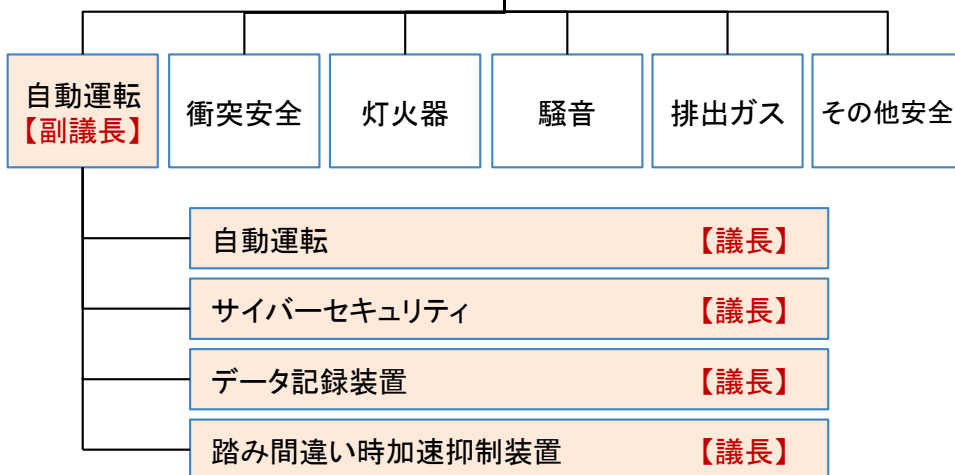 自動運転
【副議長】
衝突安全
灯火器
騒音
排出ガス
その他安全
自動運転 【議長】
サイバーセキュリティ 【議長】
データ記録装置 【議長】
踏み間違い時加速抑制装置 【議長】